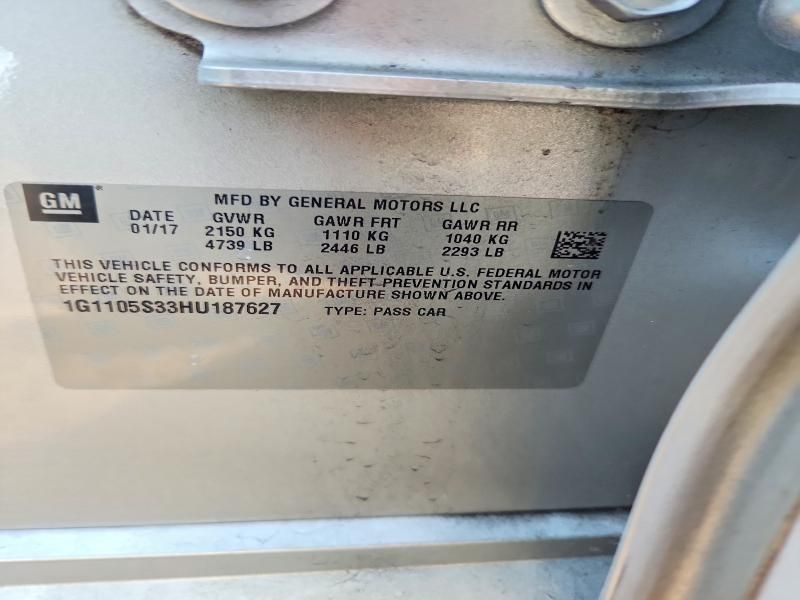 GM ® MFD BY GENERAL MOTORS LLC
DATE GVWR GAWR FRT GAWR RR
01/17 2150 KG 1110 KG 1040 KG
4739 LB 2446 LB 2293 LB
THIS VEHICLE CONFORMS TO ALL APPLICABLE U.S. FEDERAL MOTOR
VEHICLE SAFETY, BUMPER, AND THEFT PREVENTION STANDARDS IN
EFFECT ON THE DATE OF MANUFACTURE SHOWN ABOVE.
1G1105S33HU187627 TYPE: PASS CAR